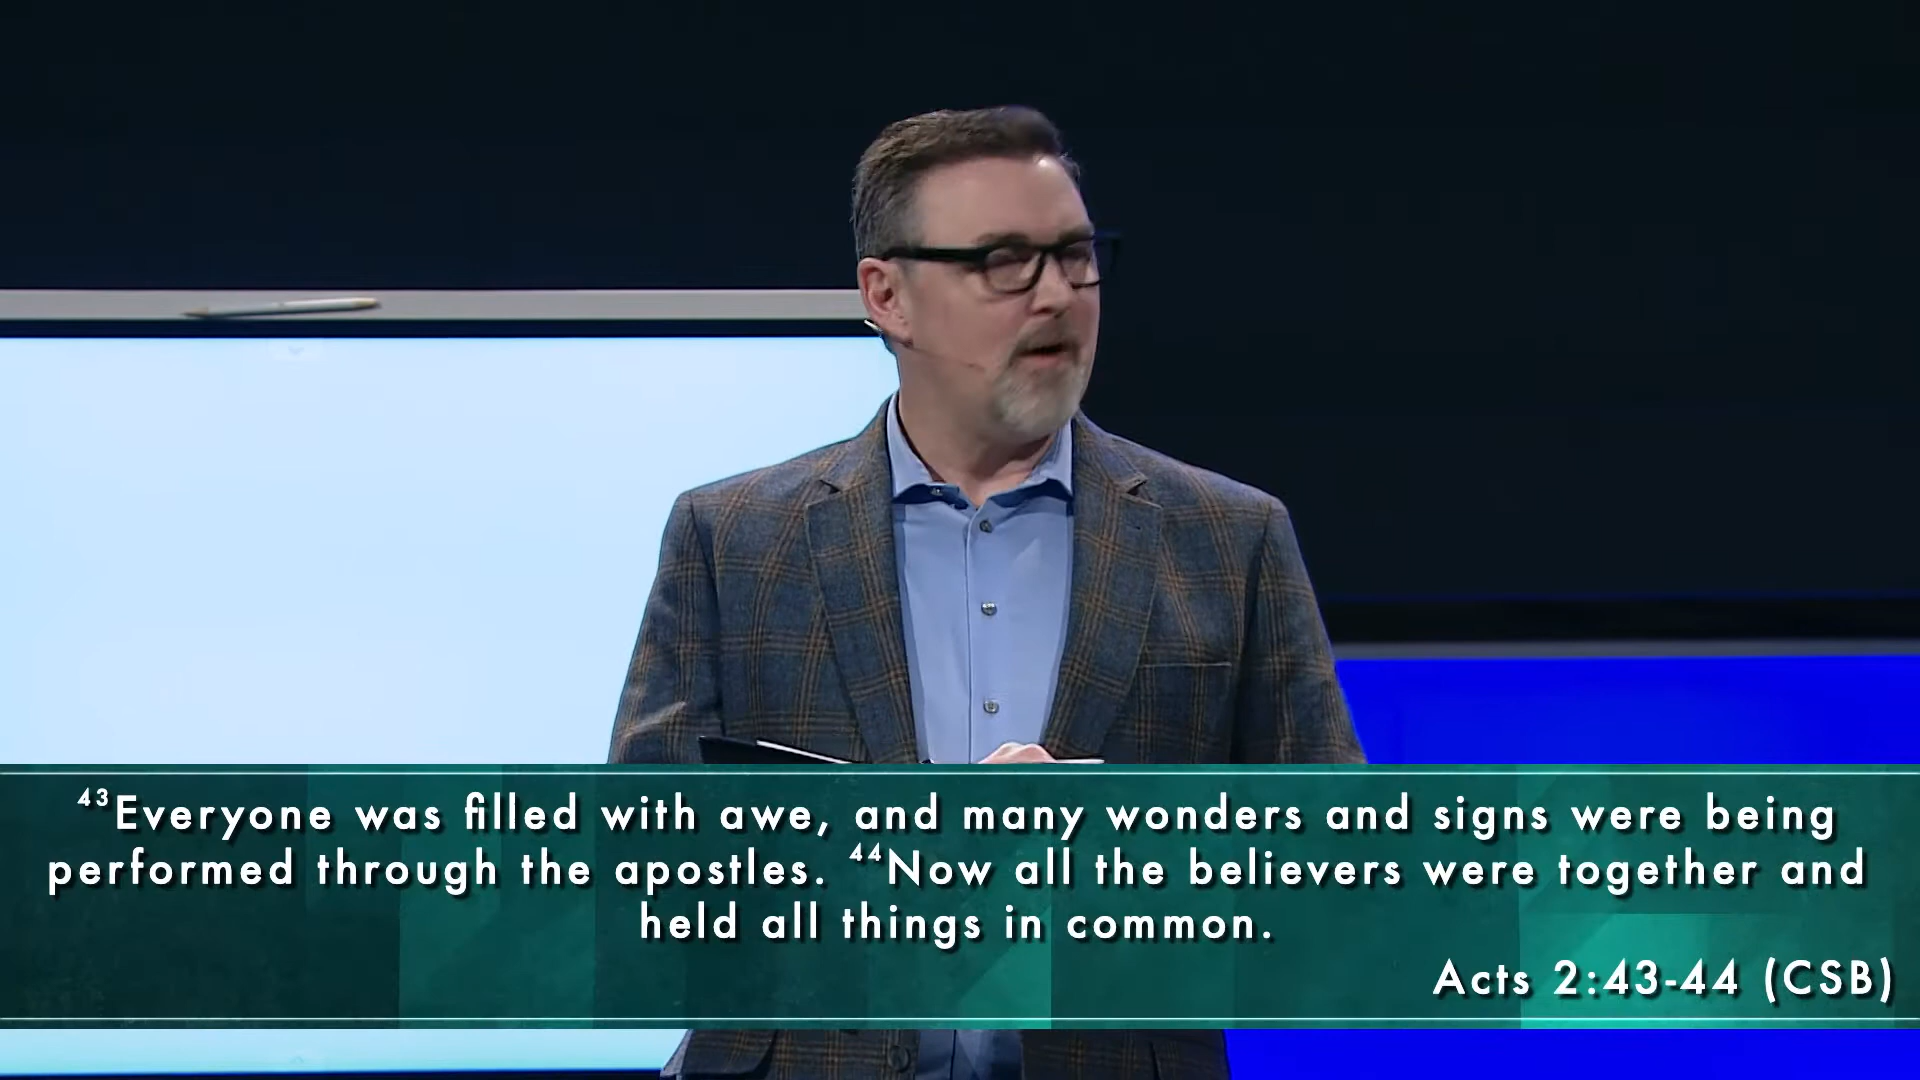 ⁴³Everyone was filled with awe, and many wonders and signs were being
performed through the apostles. ⁴⁴Now all the believers were together and
held all things in common.
Acts 2:43-44 (CSB)